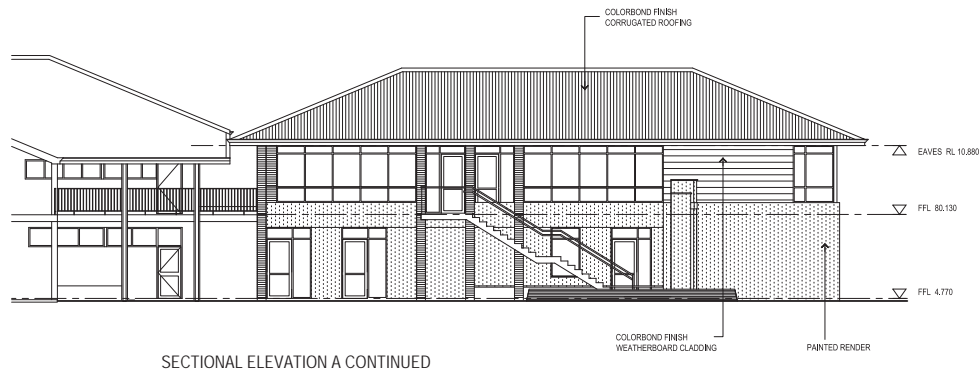 COLORBOND FINISH
CORRUGATED ROOFING
EAVES RL 10.880
FFL 80.130
FFL 4.770
COLORBOND FINISH
WEATHERBOARD CLADDING
PAINTED RENDER
SECTIONAL ELEVATION A CONTINUED